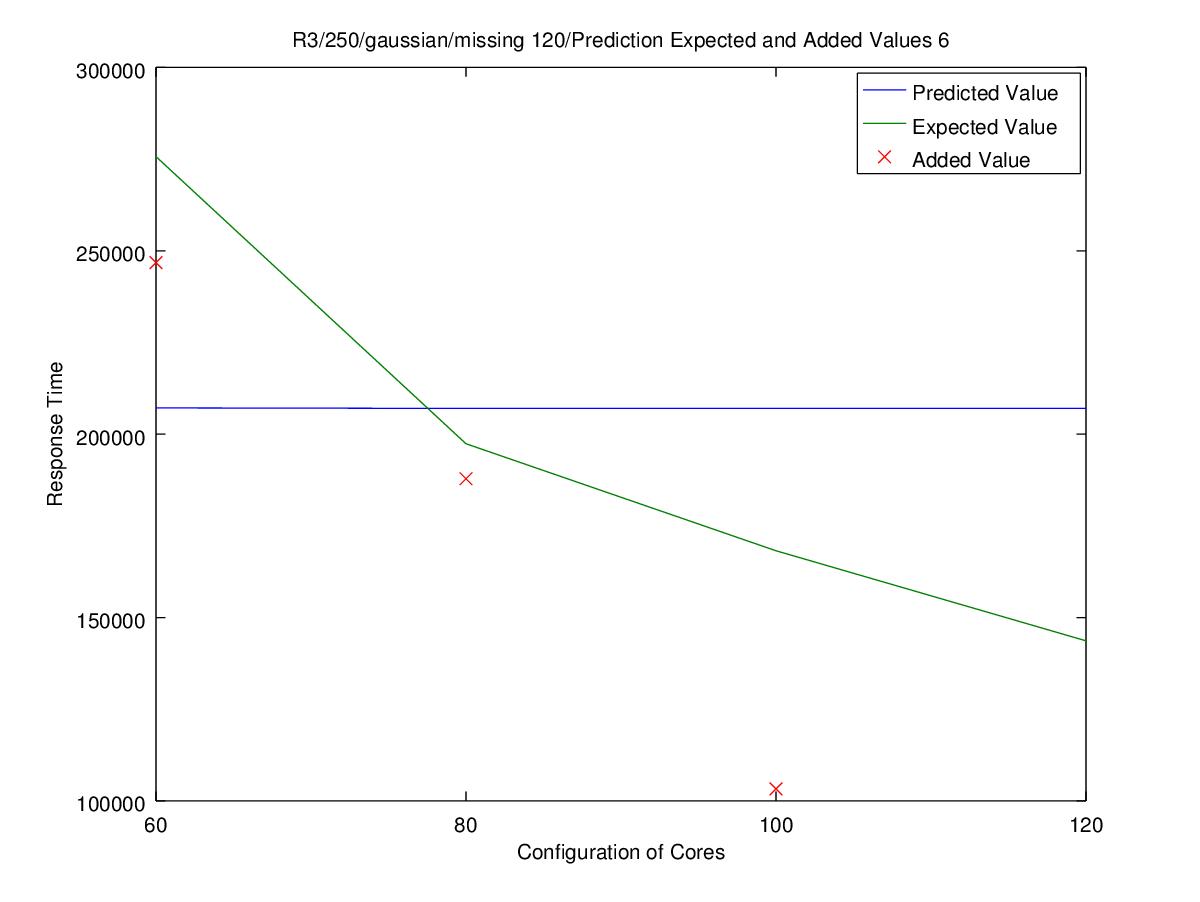 R3/250/gaussian/missing 120/Prediction Expected and Added Values 6
300000
250000
200000
150000
100000
Response Time
Predicted Value
Expected Value
Added Value
60 80 100 120
Configuration of Cores